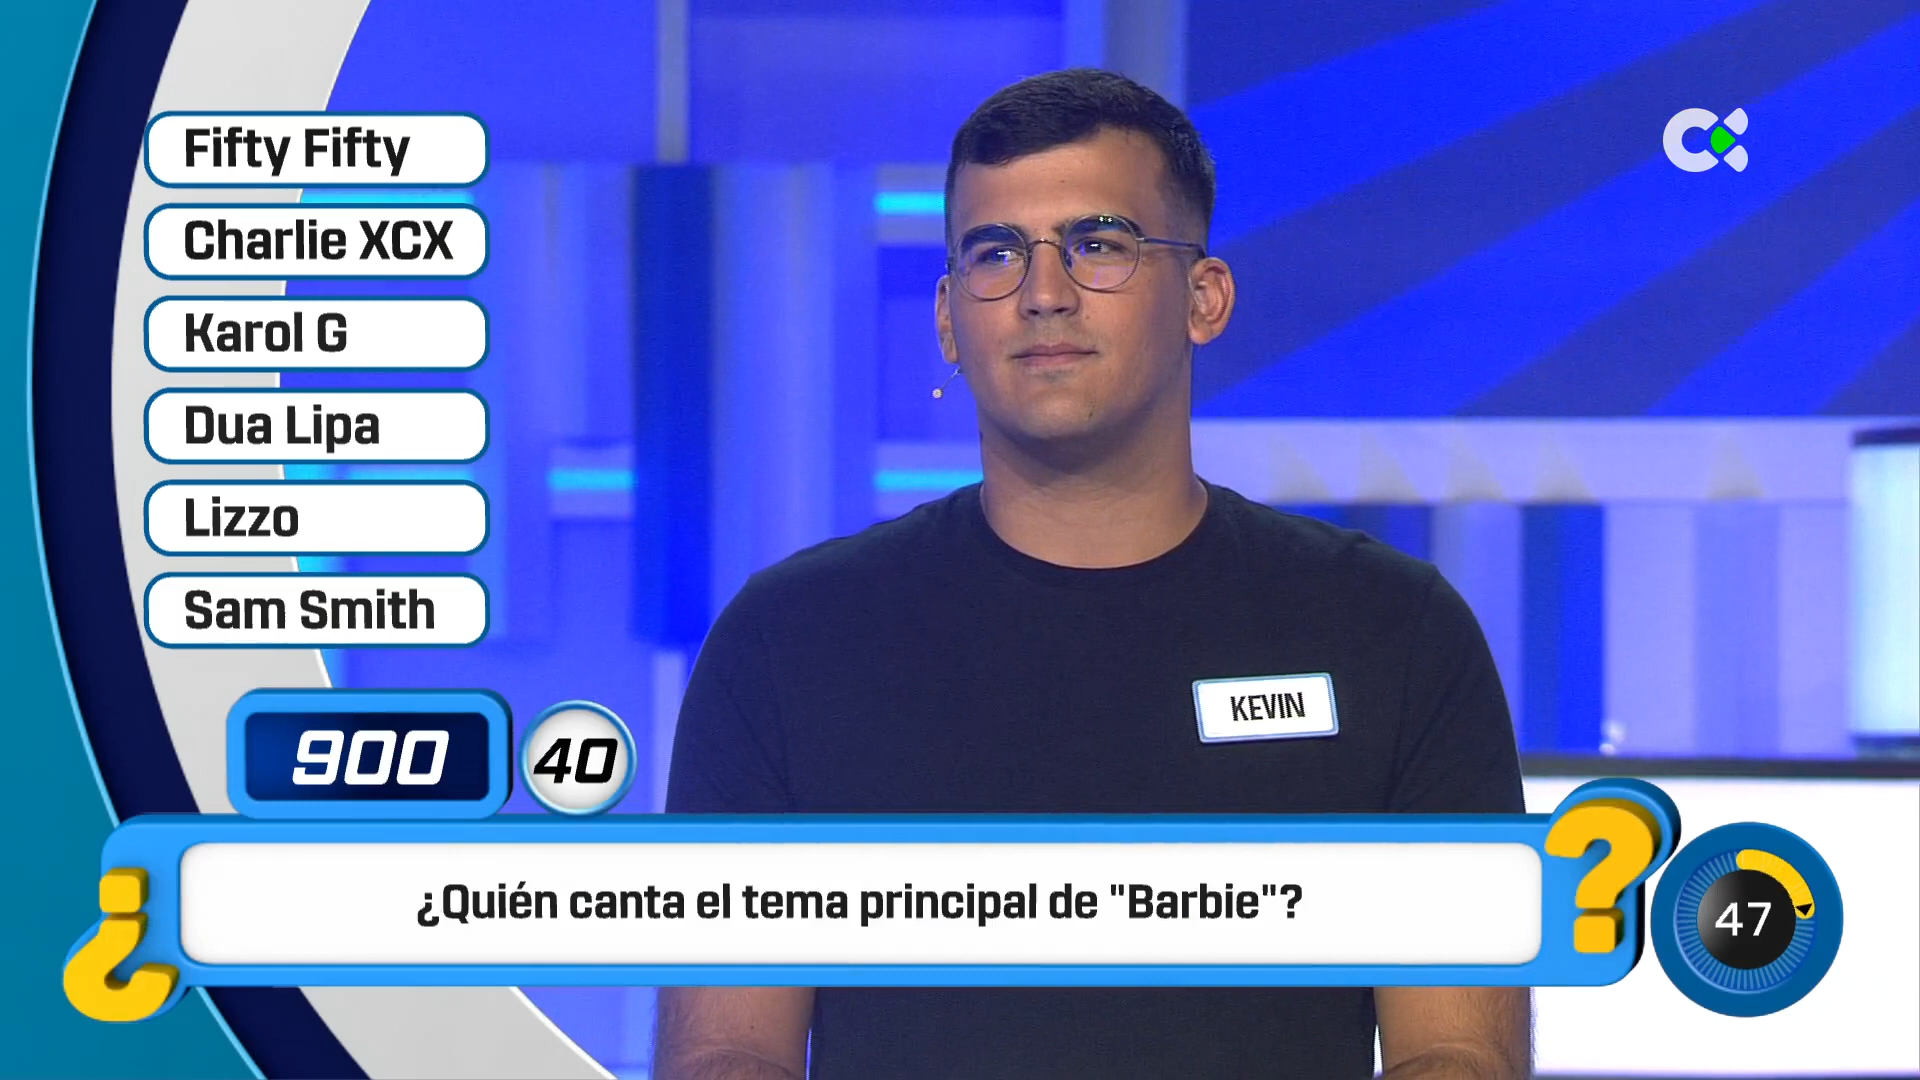 Fifty Fifty
Charlie XCX
Karol G
Dua Lipa
Lizzo
Sam Smith
900
40
KEVIN
¿Quién canta el tema principal de "Barbie"?
47